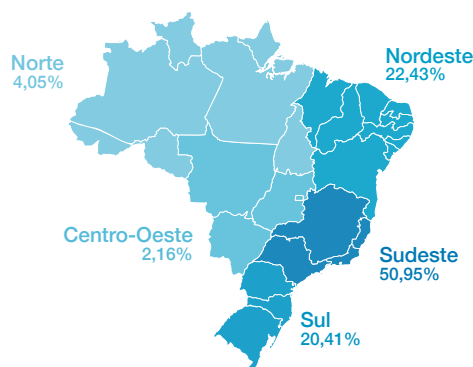 Norte
4,05%
Nordeste
22,43%
Centro-Oeste
2,16%
Sudeste
50,95%
Sul
20,41%